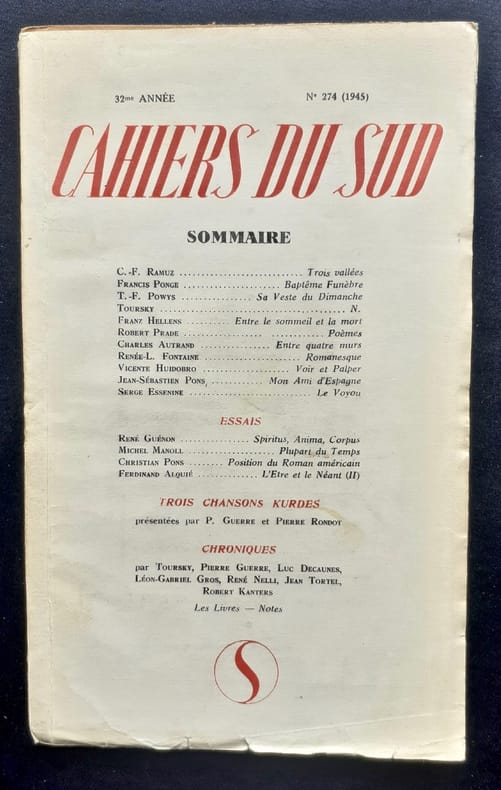 32me ANNÉE N° 274 (1945)
CAHIERS DU SUD
SOMMAIRE
C.-F. RAMUZ ............................ Trois vallées
FRANCIS PONGE ...................... Baptême Funèbre
T.-F. POWYS ................ Sa Veste du Dimanche
TOURSKY .......................................... N.
FRANZ HELLENS .......... Entre le sommeil et la mort
ROBERT PRADE ................. ............ Poèmes
CHARLES AUTRAND ................ Entre quatre murs
RENÉE-L. FONTAINE ...................... Romanesque
VICENTE HUIDOBRO .................... Voir et Palper
JEAN-SÉBASTIEN PONS ............ Mon Ami d'Espagne
SERGE ESSENINE ............................ Le Voyou
ESSAIS
RENÉ GUÉNON ................ Spiritus, Anima, Corpus
MICHEL MANOLL .................... Plupart du Temps
CHRISTIAN PONS ........ Position du Roman américain
FERDINAND ALQUIÉ ................ L'Etre et le Néant (II)
TROIS CHANSONS KURDES
présentées par P. GUERRE et PIERRE RONDOT
CHRONIQUES
par TOURSKY, PIERRE GUERRE, LUC DECAUNES,
LÉON-GABRIEL GROS, RENÉ NELLI, JEAN TORTEL,
ROBERT KANTERS
Les Livres — Notes
S